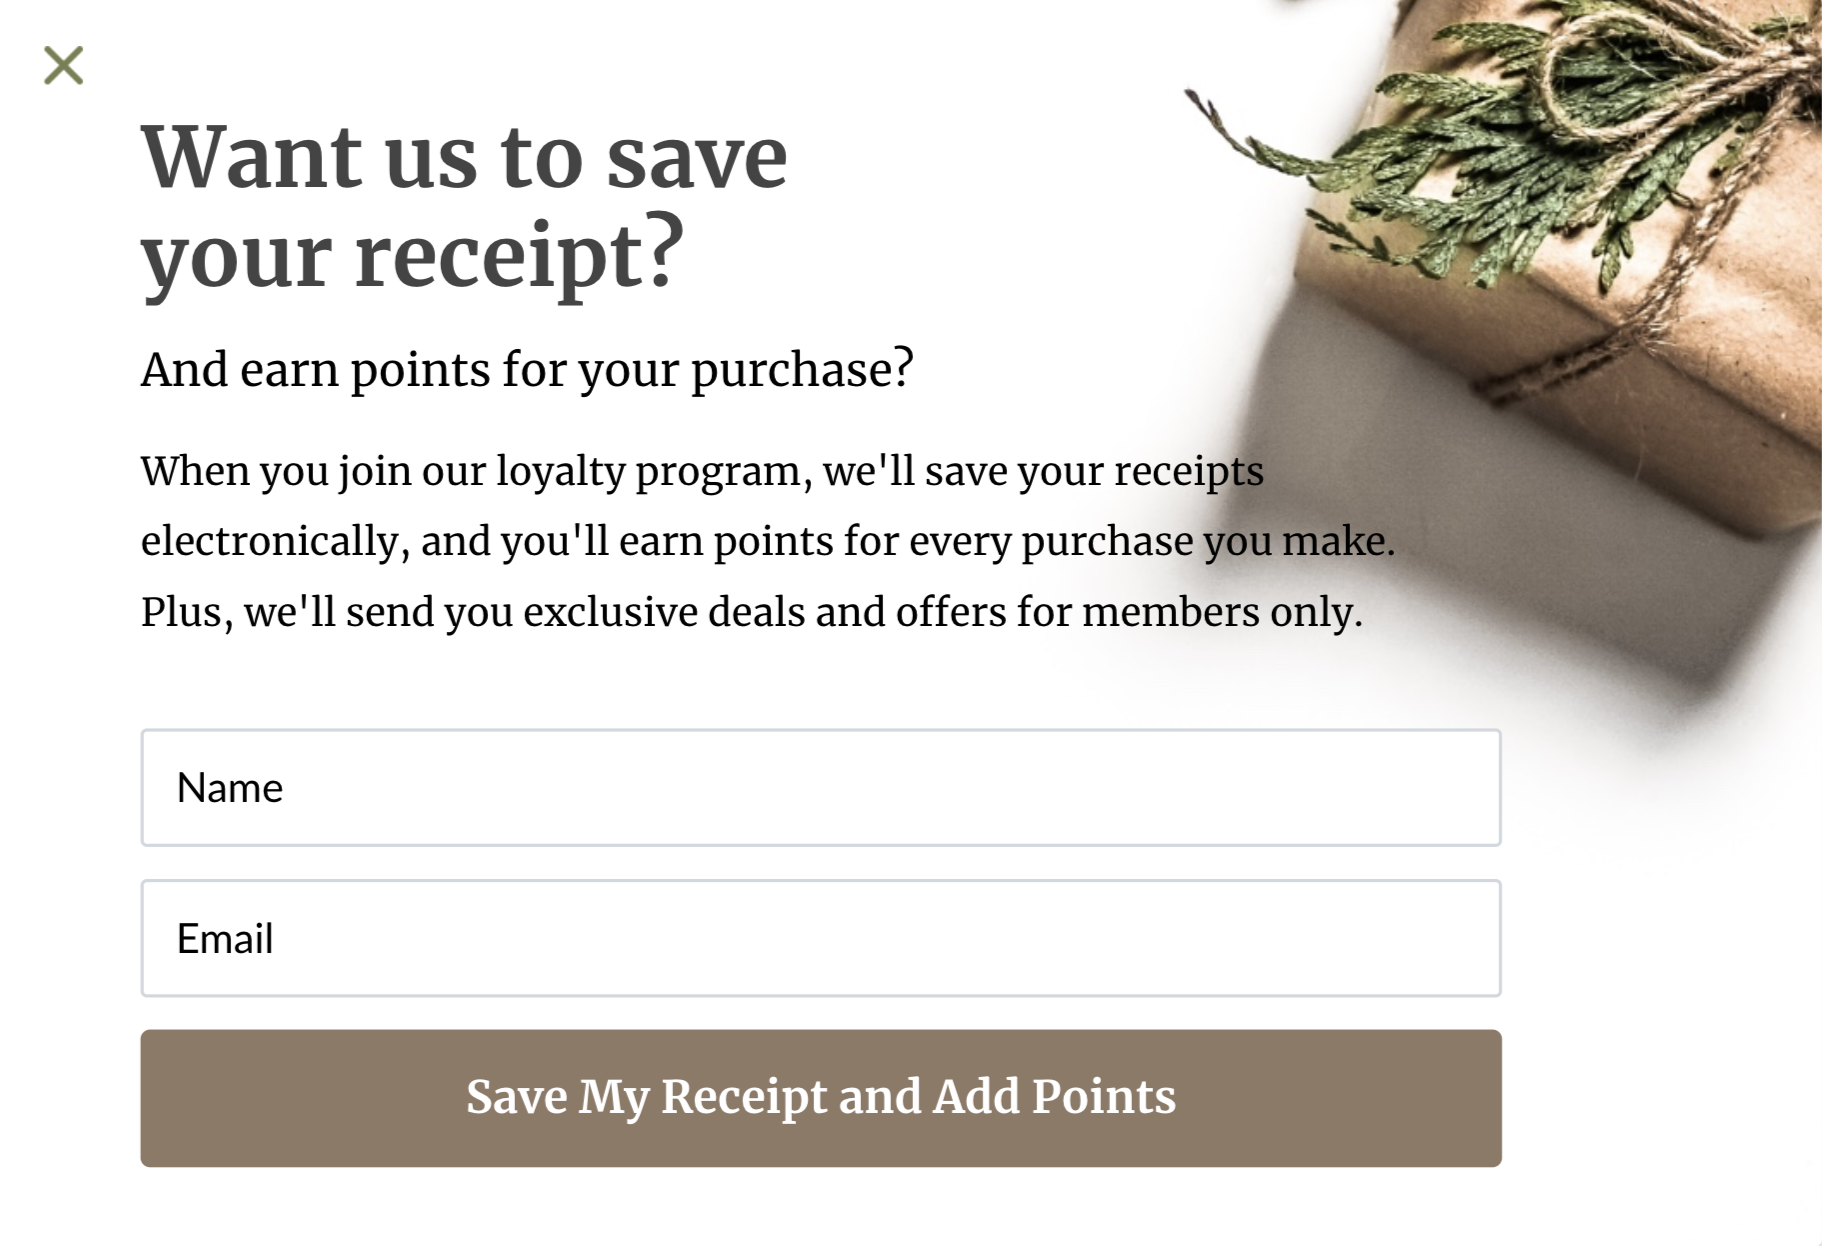 Want us to save
your receipt?
And earn points for your purchase?
When you join our loyalty program, we'll save your receipts
electronically, and you'll earn points for every purchase you make.
Plus, we'll send you exclusive deals and offers for members only.
Name
Email
Save My Receipt and Add Points